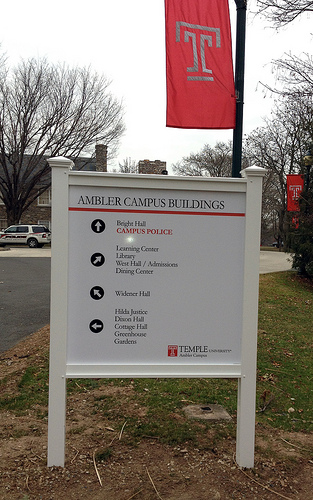 T
T
AMBLER CAMPUS BUILDINGS
Bright Hall
CAMPUS POLICE
Learning Center
Library
West Hall / Admissions
Dining Center
Widener Hall
Hilda Justice
Dixon Hall
Cottage Hall
Greenhouse
Gardens
T TEMPLE UNIVERSITY
Ambler Campus